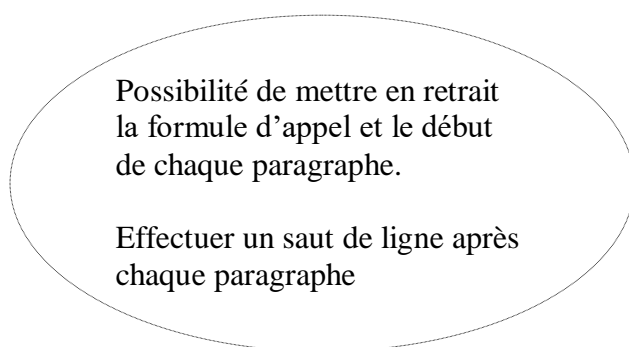 Possibilité de mettre en retrait
la formule d’appel et le début
de chaque paragraphe.
Effectuer un saut de ligne après
chaque paragraphe